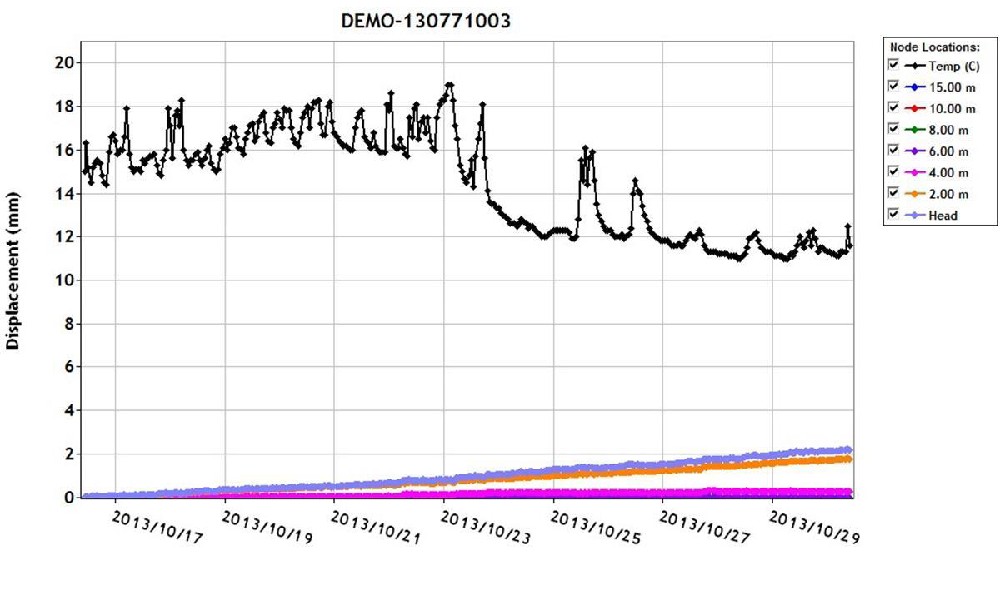 DEMO-130771003
Node Locations:
Temp (C)
15.00 m
10.00 m
8.00 m
6.00 m
4.00 m
2.00 m
Head
Displacement (mm)
20
18
16
14
12
10
8
6
4
2
0
2013/10/17
2013/10/19
2013/10/21
2013/10/23
2013/10/25
2013/10/27
2013/10/29